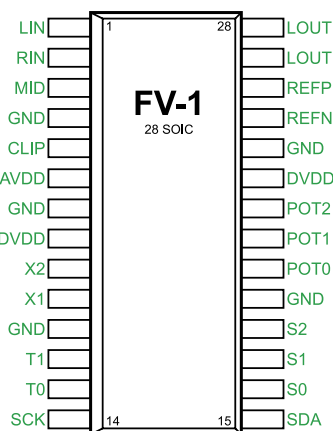 LIN 1 28 LOUT
RIN LOUT
MID REFP
FV-1
GND REFN
28 SOIC
CLIP GND
AVDD DVDD
GND POT2
DVDD POT1
X2 POT0
X1 GND
GND S2
T1 S1
T0 S0
SCK 14 15 SDA